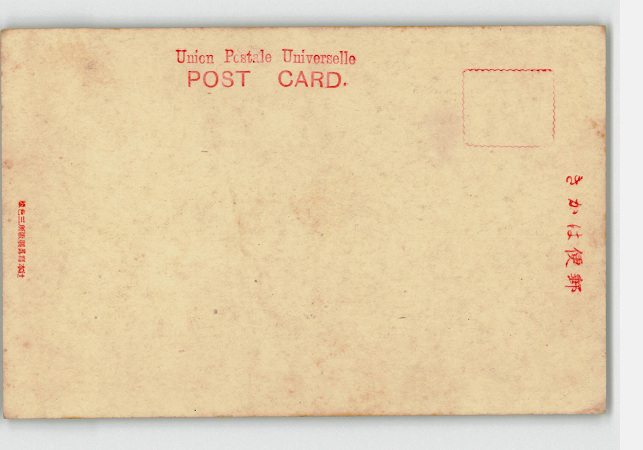 Union Postale Universelle
POST CARD.
郵便はかき